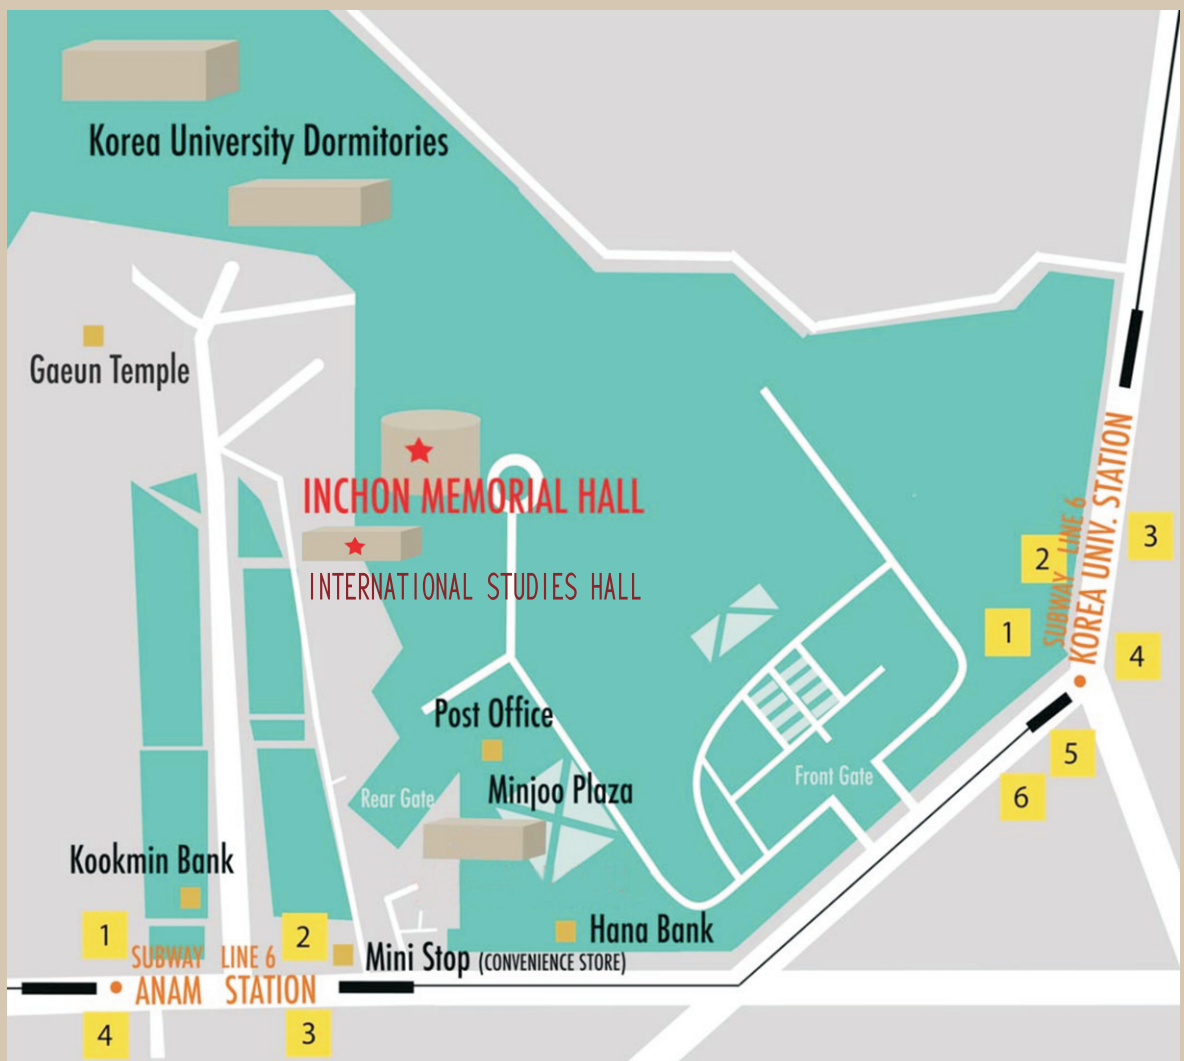 Korea University Dormitories
Gaeun Temple
INCHON MEMORIAL HALL
INTERNATIONAL STUDIES HALL
SUBWAY LINE 6
KOREA UNIV. STATION
2
3
1
4
5
6
Post Office
Minjoo Plaza
Rear Gate
Front Gate
Kookmin Bank
Hana Bank
Mini Stop (CONVENIENCE STORE)
1
2
SUBWAY LINE 6
ANAM STATION
4
3